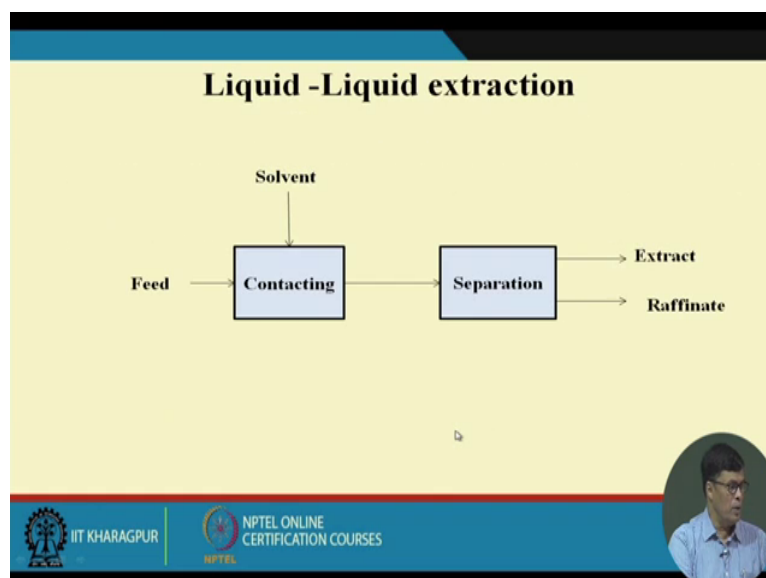 Liquid -Liquid extraction
Solvent
Feed
Contacting
Separation
Extract
Raffinate
IIT KHARAGPUR
NPTEL
NPTEL ONLINE
CERTIFICATION COURSES